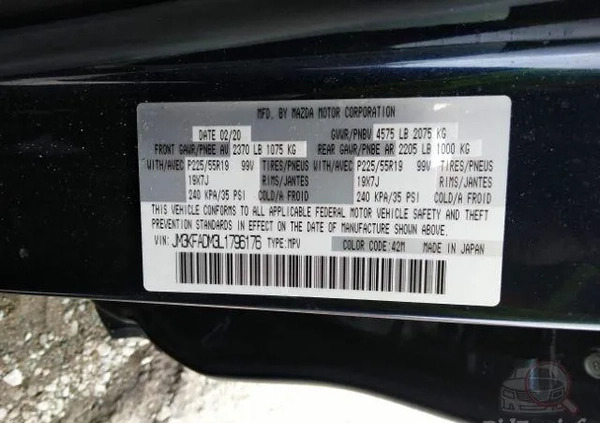 MFG. BY MAZDA MOTOR CORPORATION
DATE 02/20 GVWR/PNBV 4575 LB 2075 KG
FRONT GAWR/PNBE AV 2370 LB 1075 KG REAR GAWR/PNBE AR 2205 LB 1000 KG
WITH/AVEC P225/55R19 99V TIRES/PNEUS WITH/AVEC P225/55R19 99V TIRES/PNEUS
19X7J RIMS/JANTES 19X7J RIMS/JANTES
240 KPA/35 PSI COLD/A FROID 240 KPA/35 PSI COLD/A FROID
THIS VEHICLE CONFORMS TO ALL APPLICABLE FEDERAL MOTOR VEHICLE SAFETY AND THEFT
PREVENTION STANDARDS IN EFFECT ON THE DATE OF MANUFACTURE SHOWN ABOVE.
VIN: JM3KFADM3L1796176 TYPE:MPV COLOR CODE:42M MADE IN JAPAN